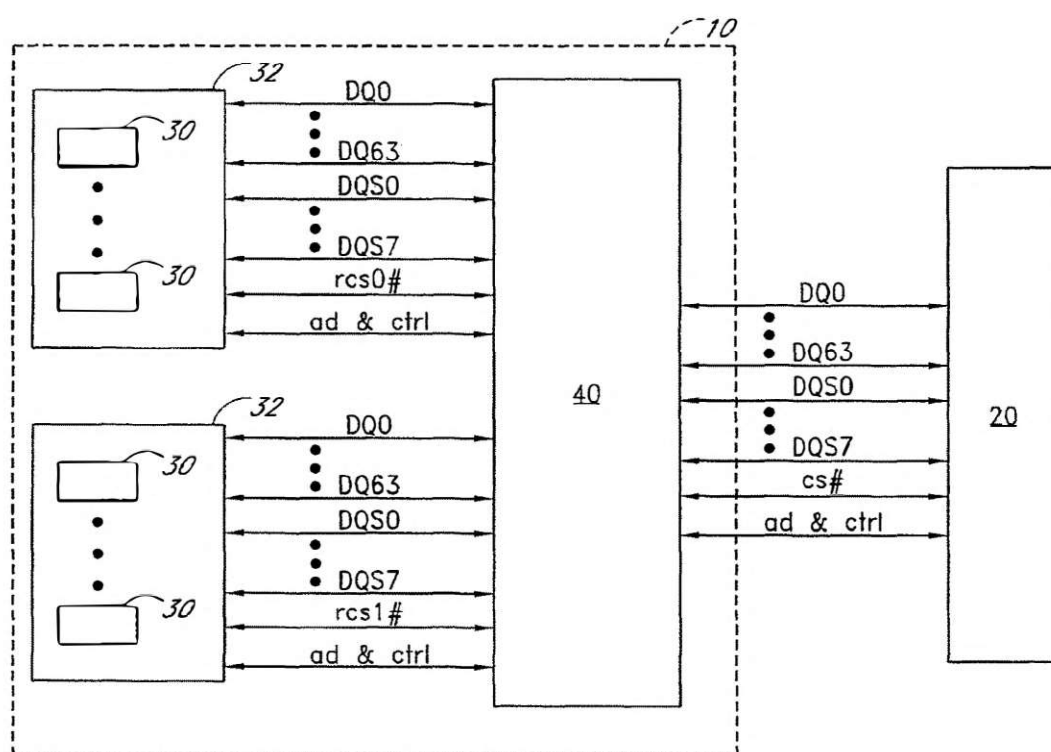 10
32
30
30
DQ0
DQ63
DQS0
DQS7
rcs0#
ad & ctrl
32
30
30
DQ0
DQ63
DQS0
DQS7
rcs1#
ad & ctrl
40
DQ0
DQ63
DQS0
DQS7
cs#
ad & ctrl
20